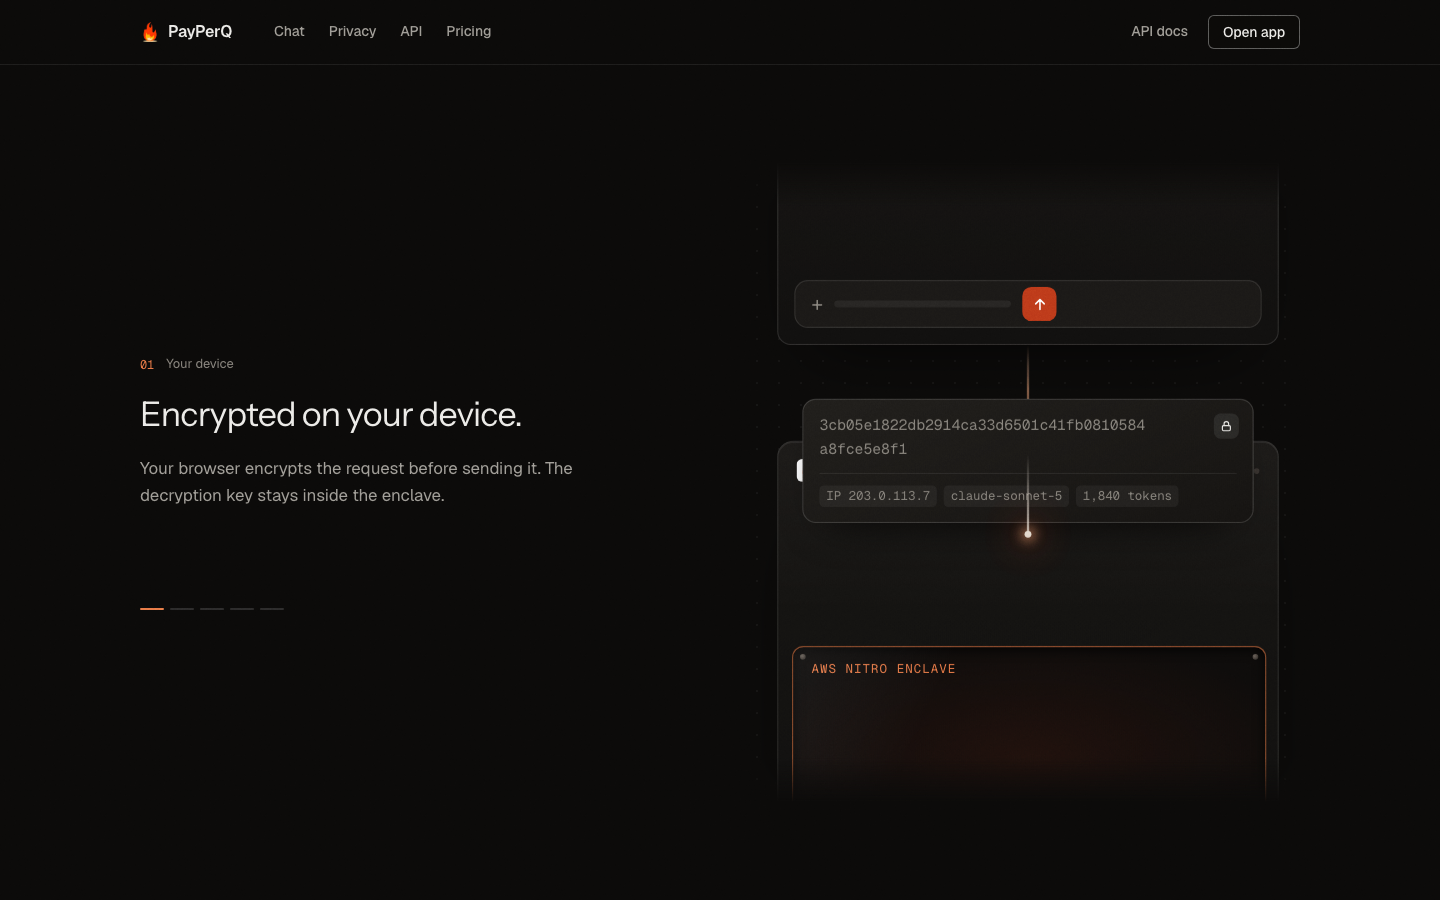 PayPerQ
Chat
Privacy
API
Pricing
API docs
Open app
01 Your device
Encrypted on your device.
Your browser encrypts the request before sending it. The
decryption key stays inside the enclave.
3cb05e1822db2914ca33d6501c41fb0810584
a8fce5e8f1
IP 203.0.113.7
claude-sonnet-5
1,840 tokens
AWS NITRO ENCLAVE